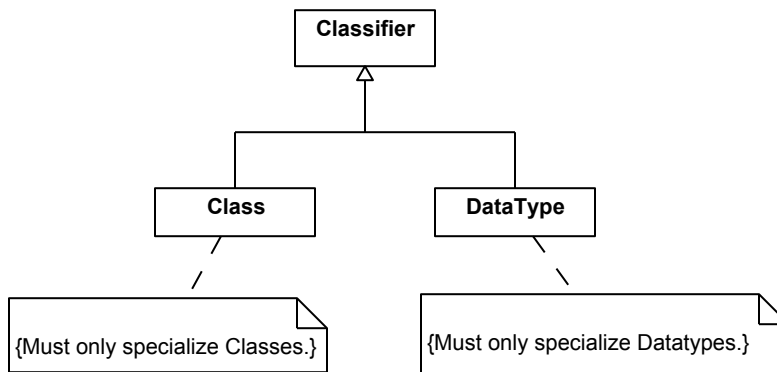 Classifier
Class
DataType
{Must only specialize Classes.}
{Must only specialize Datatypes.}